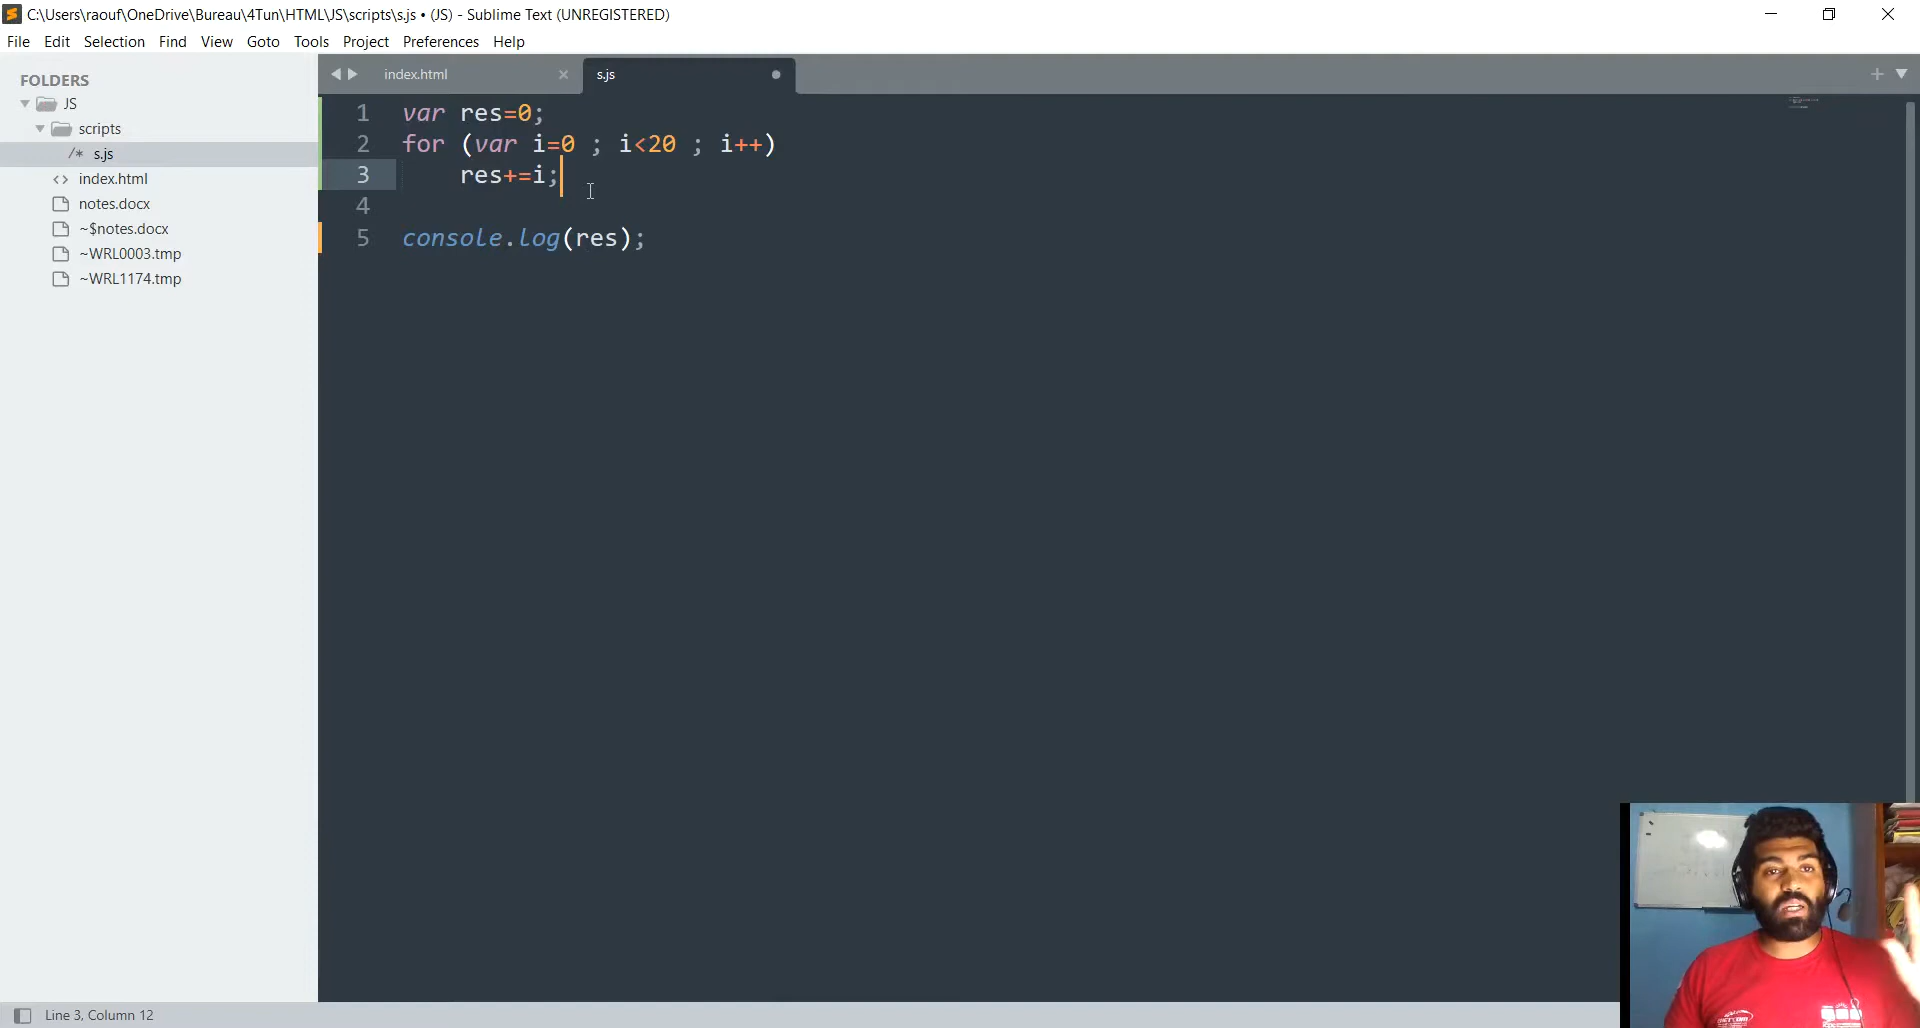 C:\Users\raouf\OneDrive\Bureau\4Tun\HTML\JS\scripts\s.js • (JS) - Sublime Text (UNREGISTERED)
File Edit Selection Find View Goto Tools Project Preferences Help
FOLDERS
JS
scripts
/* s.js
<> index.html
notes.docx
~$notes.docx
~WRL0003.tmp
~WRL1174.tmp
index.html
s.js
1 var res=0;
2 for (var i=0 ; i<20 ; i++)
3 res+=i;
4
5 console.log(res);
Line 3, Column 12